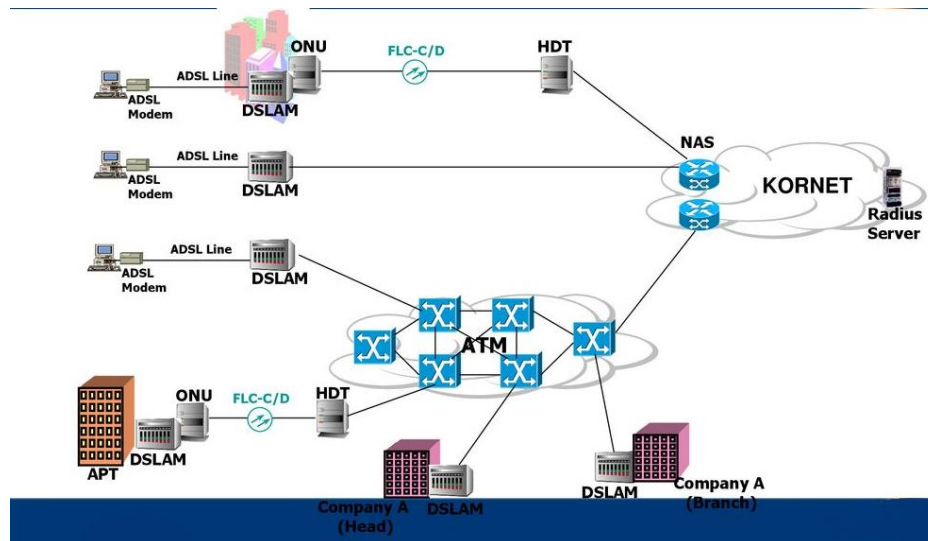 ONU
FLC-C/D
HDT
ADSL Line
ADSL
Modem
DSLAM
NAS
ADSL Line
ADSL
Modem
DSLAM
KORNET
Radius
Server
ADSL Line
ADSL
Modem
DSLAM
ATM
ONU
FLC-C/D
HDT
DSLAM
APT
Company A
(Head)
DSLAM
DSLAM
Company A
(Branch)